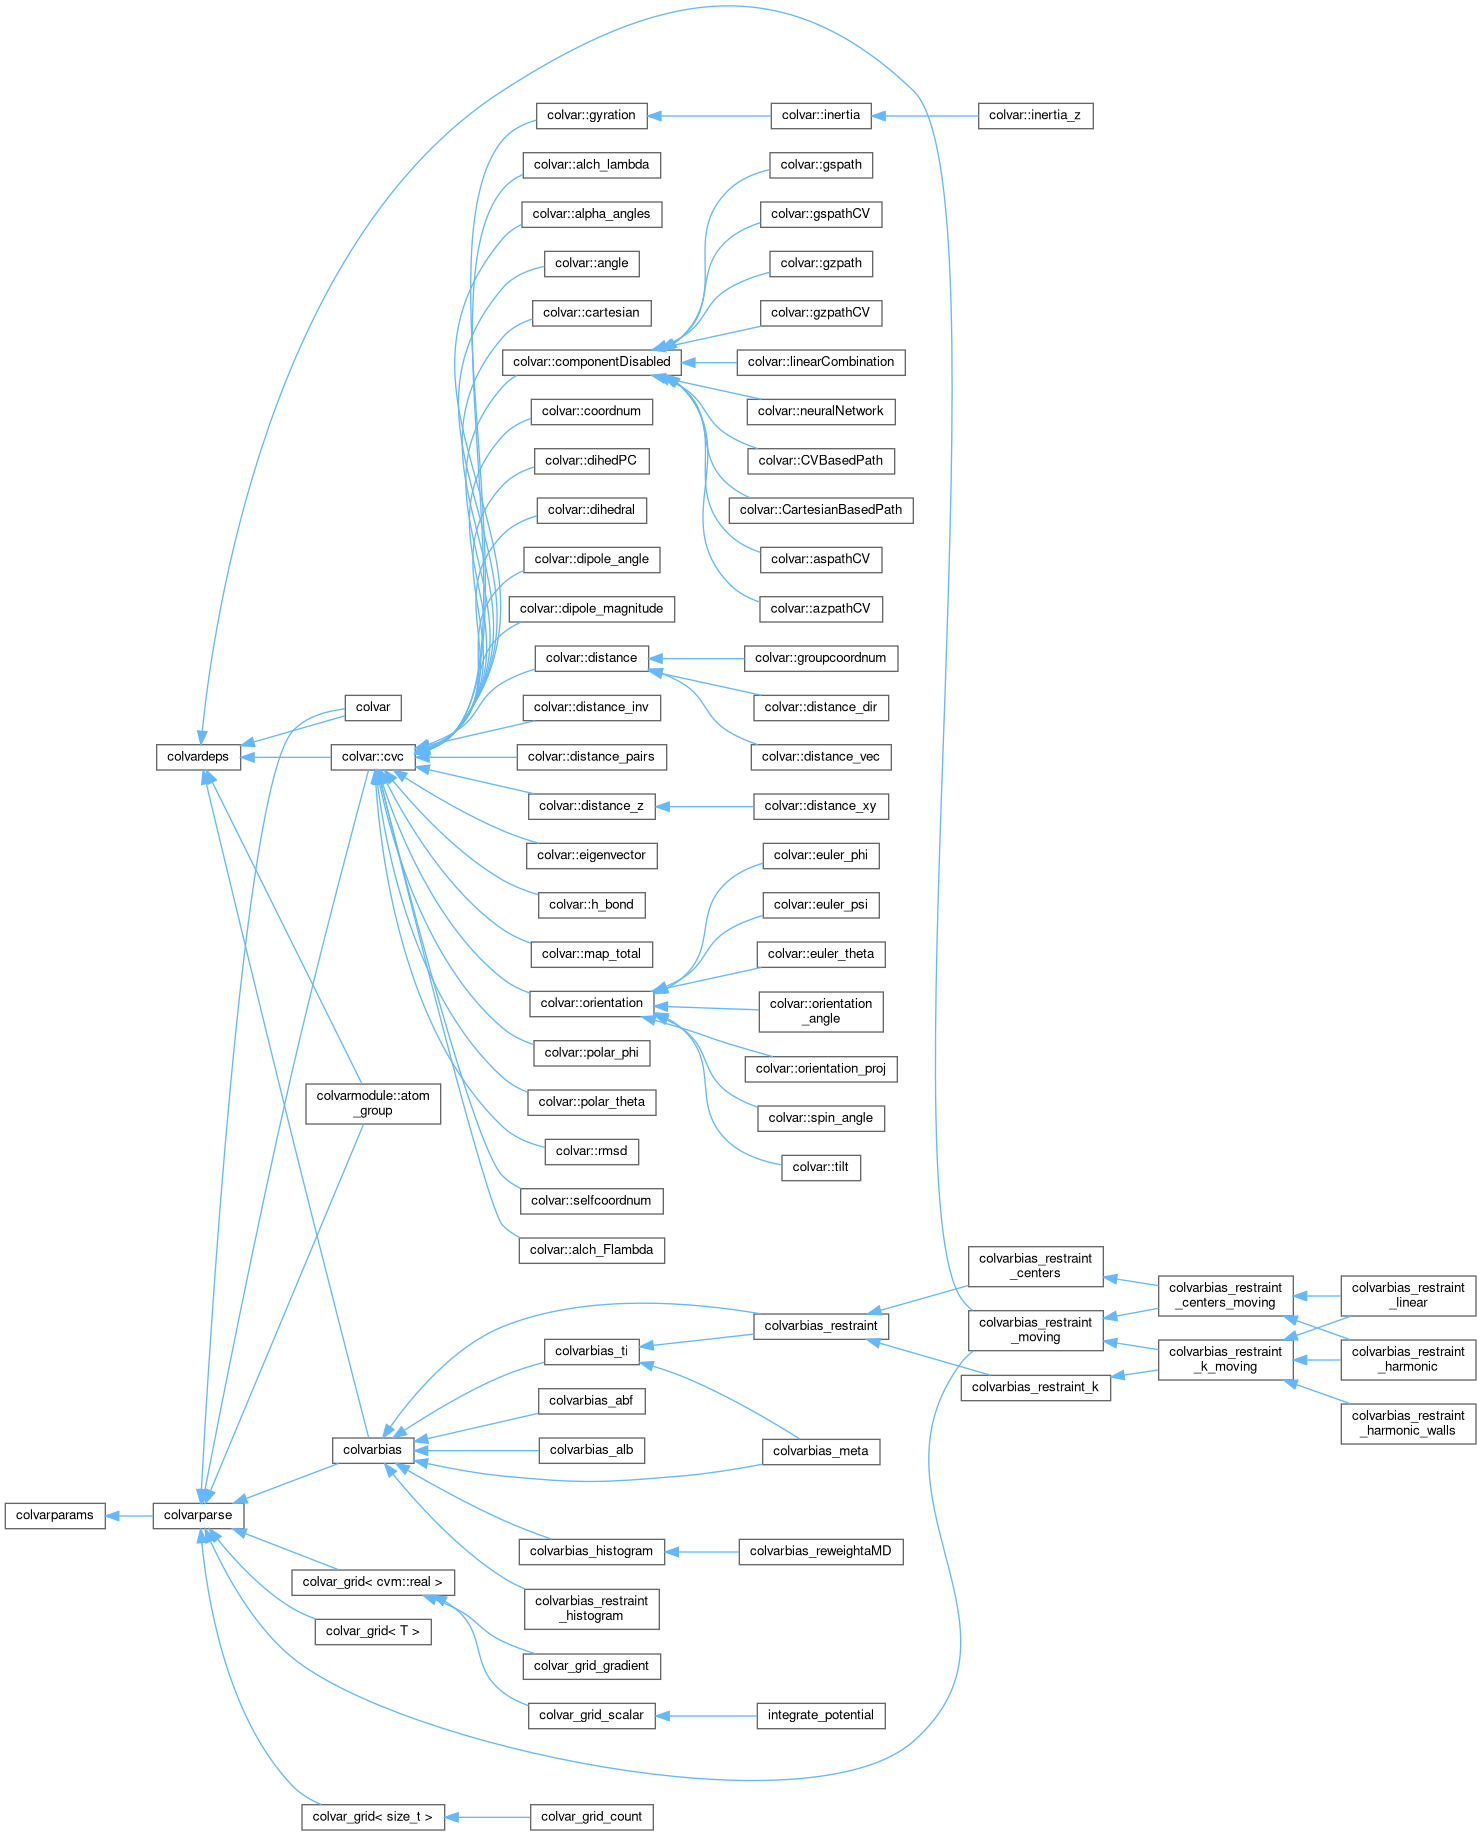 colvar::gyration
colvar::inertia
colvar::inertia_z
colvar::alch_lambda
colvar::gspath
colvar::alpha_angles
colvar::gspathCV
colvar::angle
colvar::gzpath
colvar::cartesian
colvar::gzpathCV
colvar::componentDisabled
colvar::linearCombination
colvar::coordnum
colvar::neuralNetwork
colvar::dihedPC
colvar::CVBasedPath
colvar::dihedral
colvar::CartesianBasedPath
colvar::dipole_angle
colvar::aspathCV
colvar::dipole_magnitude
colvar::azpathCV
colvar::distance
colvar::groupcoordnum
colvar
colvar::distance_inv
colvar::distance_dir
colvardeps
colvar::cvc
colvar::distance_pairs
colvar::distance_vec
colvar::distance_z
colvar::distance_xy
colvar::eigenvector
colvar::euler_phi
colvar::h_bond
colvar::euler_psi
colvar::map_total
colvar::euler_theta
colvar::orientation
colvar::orientation
_angle
colvar::polar_phi
colvar::orientation_proj
colvarmodule::atom
_group
colvar::polar_theta
colvar::spin_angle
colvar::rmsd
colvar::tilt
colvar::selfcoordnum
colvar::alch_Flambda
colvarbias_restraint
_centers
colvarbias_restraint
_centers_moving
colvarbias_restraint
_linear
colvarbias_restraint
colvarbias_restraint
_moving
colvarbias_ti
colvarbias_restraint
_k_moving
colvarbias_restraint
_harmonic
colvarbias_restraint_k
colvarbias_abf
colvarbias_restraint
_harmonic_walls
colvarbias
colvarbias_alb
colvarbias_meta
colvarparams
colvarparse
colvarbias_histogram
colvarbias_reweightaMD
colvar_grid< cvm::real >
colvarbias_restraint
_histogram
colvar_grid< T >
colvar_grid_gradient
colvar_grid_scalar
integrate_potential
colvar_grid< size_t >
colvar_grid_count